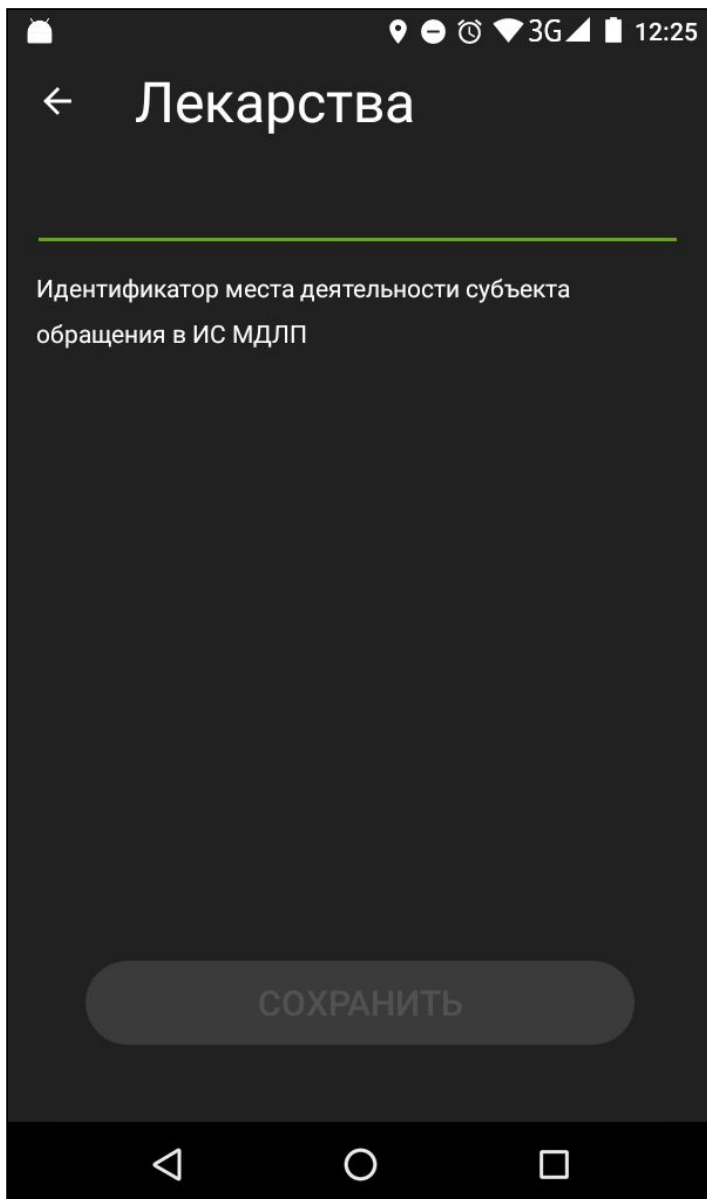 3G 12:25
Лекарства
Идентификатор места деятельности субъекта
обращения в ИС МДЛП
СОХРАНИТЬ